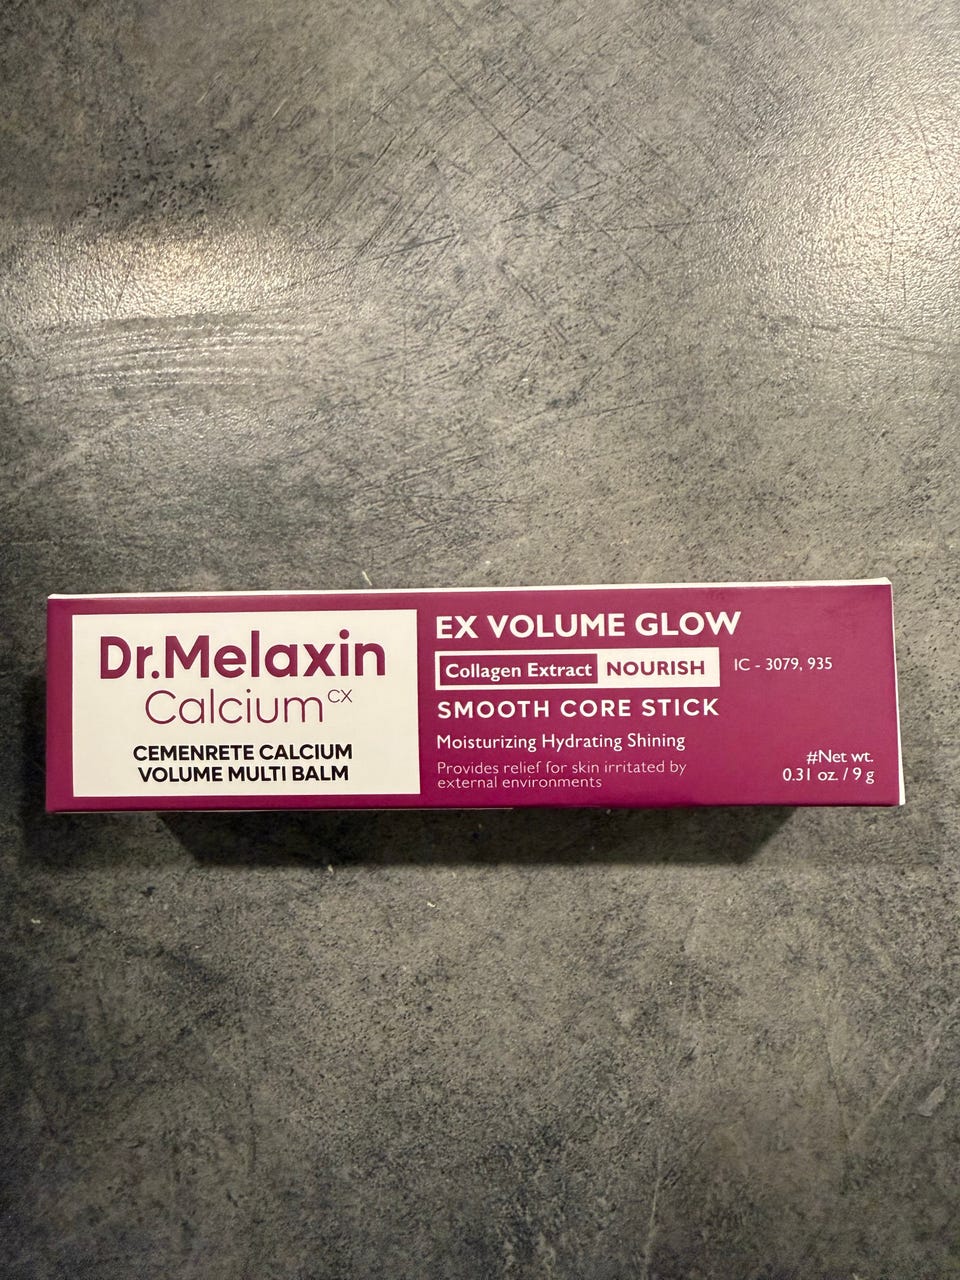 Dr.Melaxin
Calcium CX
CEMENRETE CALCIUM
VOLUME MULTI BALM
EX VOLUME GLOW
Collagen Extract NOURISH IC - 3079, 935
SMOOTH CORE STICK
Moisturizing Hydrating Shining
Provides relief for skin irritated by
external environments
#Net wt.
0.31 oz. / 9 g